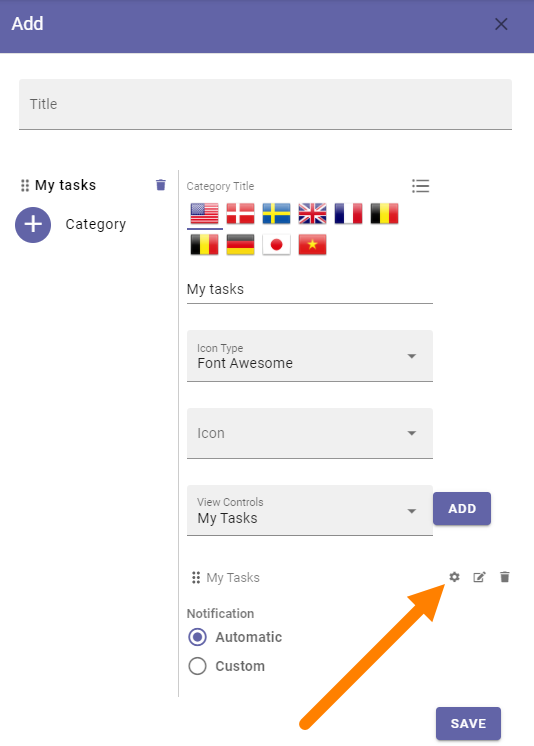 Add
Title
My tasks
Category
Category Title
My tasks
Icon Type
Font Awesome
Icon
View Controls
My Tasks
ADD
My Tasks
Notification
Automatic
Custom
SAVE